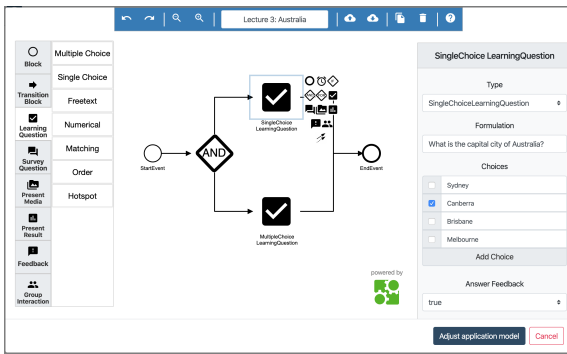 Lecture 3: Australia
Block
Transition
Block
Learning
Question
Survey
Question
Present
Media
Present
Result
Feedback
Group
Interaction
Multiple Choice
Single Choice
Freetext
Numerical
Matching
Order
Hotspot
StartEvent
AND
SingleChoice
LearningQuestion
MultipleChoice
LearningQuestion
EndEvent
powered by
SingleChoice LearningQuestion
Type
SingleChoiceLearningQuestion
Formulation
What is the capital city of Australia?
Choices
Sydney
Canberra
Brisbane
Melbourne
Add Choice
Answer Feedback
true
Adjust application model
Cancel